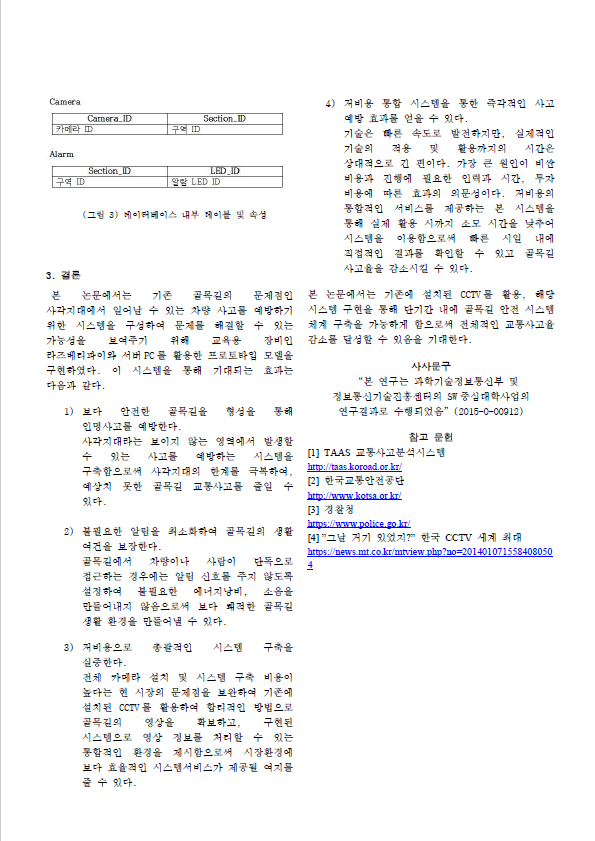 Camera
Camera_ID Section_ID
카메라 ID 구역 ID
Alarm
Section_ID LED_ID
구역 ID 알람 LED ID
(그림 3) 데이터베이스 내부 테이블 및 속성
3. 결론
본 논문에서는 기존 골목길의 문제점인
사각지대에서 일어날 수 있는 차량 사고를 예방하기
위한 시스템을 구성하여 문제를 해결할 수 있는
가능성을 보여주기 위해 교육용 장비인
라즈베리파이와 서버PC를 활용한 프로토타입 모델을
구현하였다. 이 시스템을 통해 기대되는 효과는
다음과 같다.
1) 보다 안전한 골목길을 형성을 통해
인명사고를 예방한다.
사각지대라는 보이지 않는 영역에서 발생할
수 있는 사고를 예방하는 시스템을
구축함으로써 사각지대의 한계를 극복하여,
예상치 못한 골목길 교통사고를 줄일 수
있다.
2) 불필요한 알림을 최소화하여 골목길의 생활
여건을 보장한다.
골목길에서 차량이나 사람이 단독으로
접근하는 경우에는 알림 신호를 주지 않도록
설정하여 불필요한 에너지낭비, 소음을
만들어내지 않음으로써 보다 쾌적한 골목길
생활 환경을 만들어낼 수 있다.
3) 저비용으로 총괄적인 시스템 구축을
실증한다.
전체 카메라 설치 및 시스템 구축 비용이
높다는 현 시장의 문제점을 보완하여 기존에
설치된 CCTV를 활용하여 합리적인 방법으로
골목길의 영상을 확보하고, 구현된
시스템으로 영상 정보를 처리할 수 있는
통합적인 환경을 제시함으로써 시장환경에
보다 효율적인 시스템서비스가 제공될 여지를
줄 수 있다.
4) 저비용 통합 시스템을 통한 즉각적인 사고
예방 효과를 얻을 수 있다.
기술은 빠른 속도로 발전하지만, 실제적인
기술의 적용 및 활용까지의 시간은
상대적으로 긴 편이다. 가장 큰 원인이 비싼
비용과 진행에 필요한 인력과 시간, 투자
비용에 따른 효과의 의문성이다. 저비용의
통합적인 서비스를 제공하는 본 시스템을
통해 실제 활용 시까지 소모 시간을 낮추어
시스템을 이용함으로써 빠른 시일 내에
직접적인 결과를 확인할 수 있고 골목길
사고율을 감소시킬 수 있다.
본 논문에서는 기존에 설치된 CCTV를 활용, 해당
시스템 구현을 통해 단기간 내에 골목길 안전 시스템
체계 구축을 가능하게 함으로써 전체적인 교통사고율
감소를 달성할 수 있음을 기대한다.
사사문구
“본 연구는 과학기술정보통신부 및
정보통신기술진흥센터의 SW중심대학사업의
연구결과로 수행되었음”(2015-0-00912)
참고 문헌
[1] TAAS 교통사고분석시스템
http://taas.koroad.or.kr/
[2] 한국교통안전공단
http://www.kotsa.or.kr/
[3] 경찰청
https://www.police.go.kr/
[4]”그날 거기 있었지?” 한국 CCTV 세계 최대
https://news.mt.co.kr/mtview.php?no=201401071558408050
4